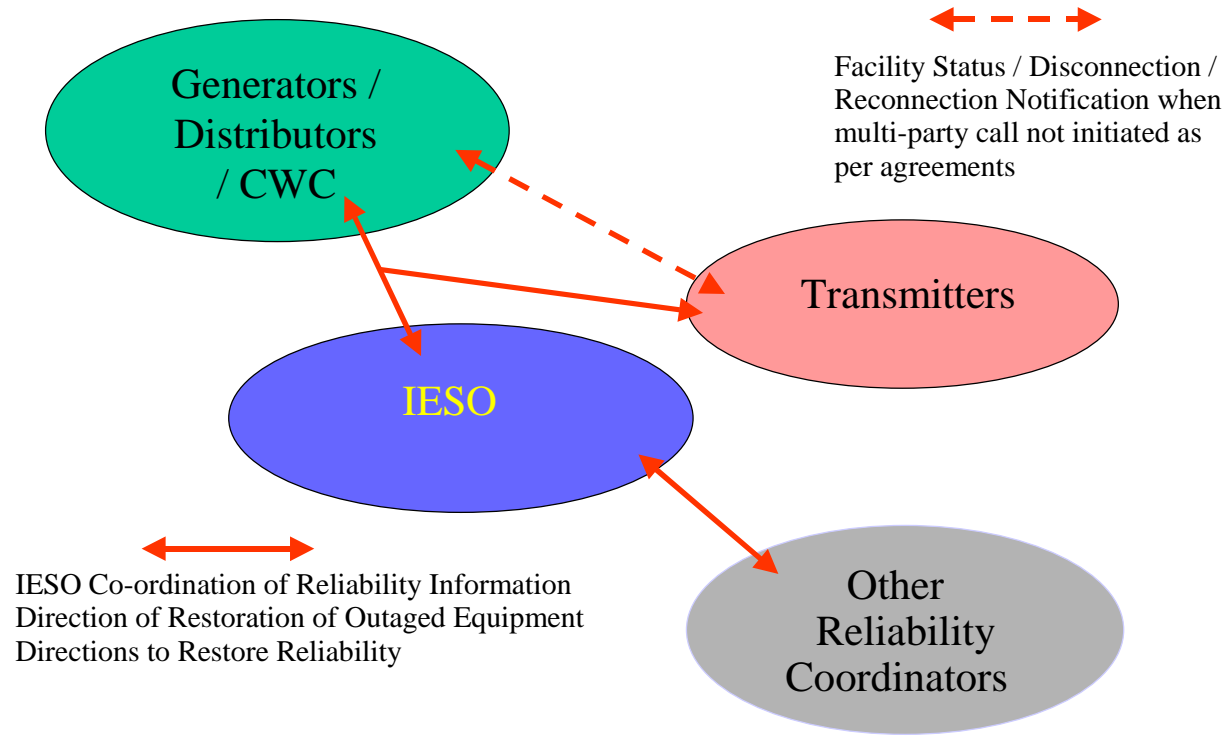 Generators /
Distributors
/ CWC
Facility Status / Disconnection /
Reconnection Notification when
multi-party call not initiated as
per agreements
Transmitters
IESO
IESO Co-ordination of Reliability Information
Direction of Restoration of Outaged Equipment
Directions to Restore Reliability
Other
Reliability
Coordinators